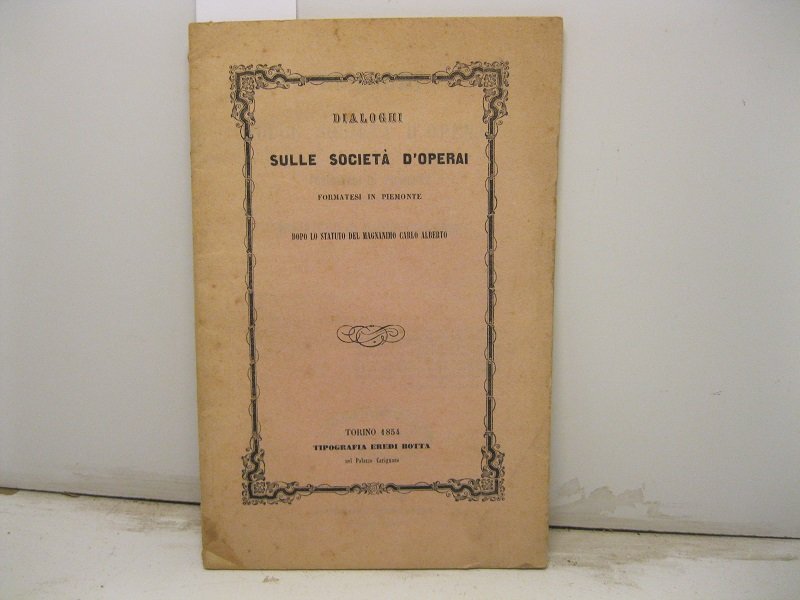 DIALOGHI
SULLE SOCIETÀ D'OPERAI
FORMATESI IN PIEMONTE
DOPO LO STATUTO DEL MAGNANIMO CARLO ALBERTO
TORINO 1854
TIPOGRAFIA EREDI BOTTA
nel Palazzo Carignano